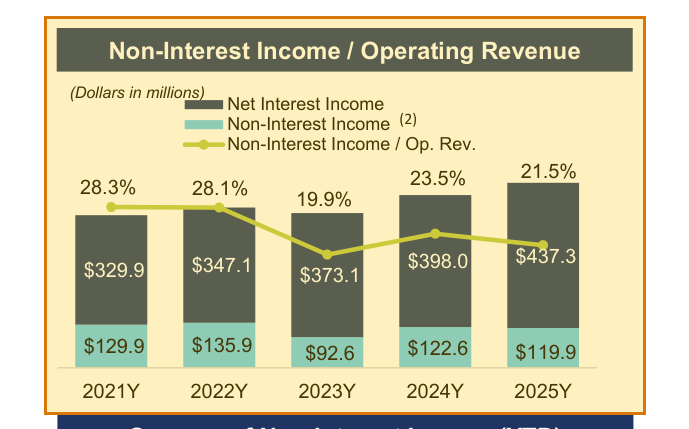 Non-Interest Income / Operating Revenue
(Dollars in millions)
Net Interest Income
Non-Interest Income (2)
Non-Interest Income / Op. Rev.
28.3% 28.1% 19.9% 23.5% 21.5%
$329.9 $347.1 $373.1 $398.0 $437.3
$129.9 $135.9 $92.6 $122.6 $119.9
2021Y 2022Y 2023Y 2024Y 2025Y